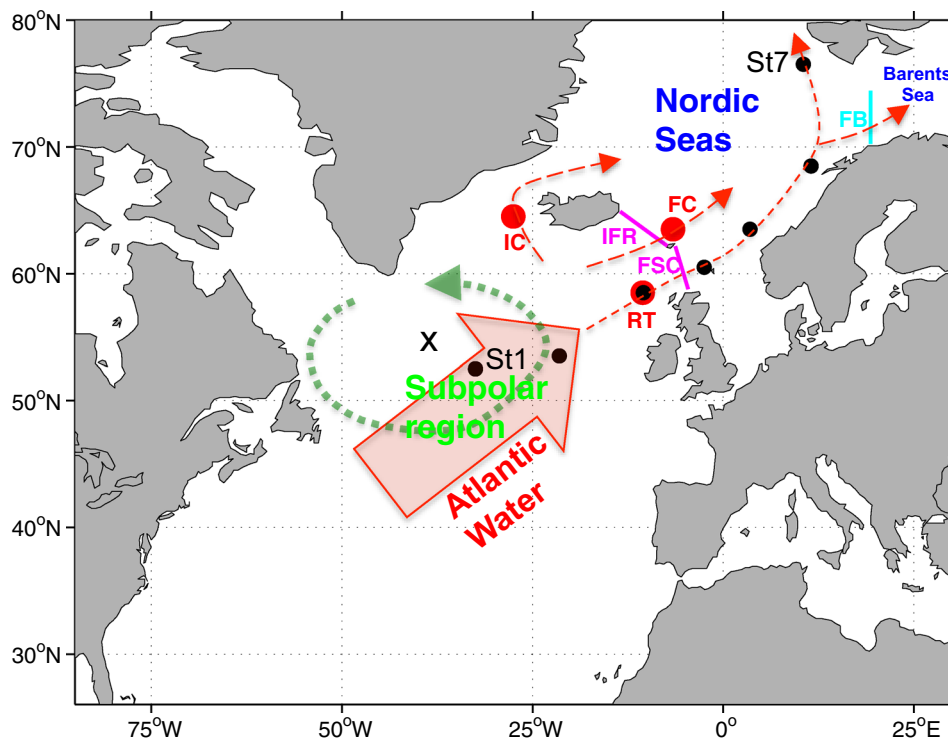 80°N
70°N
60°N
50°N
40°N
30°N
75°W
50°W
25°W
0°
25°E
St7
Barents
Sea
Nordic
Seas
FB
FC
IFR
IC
FSC
RT
x
St1
Subpolar
region
Atlantic
Water